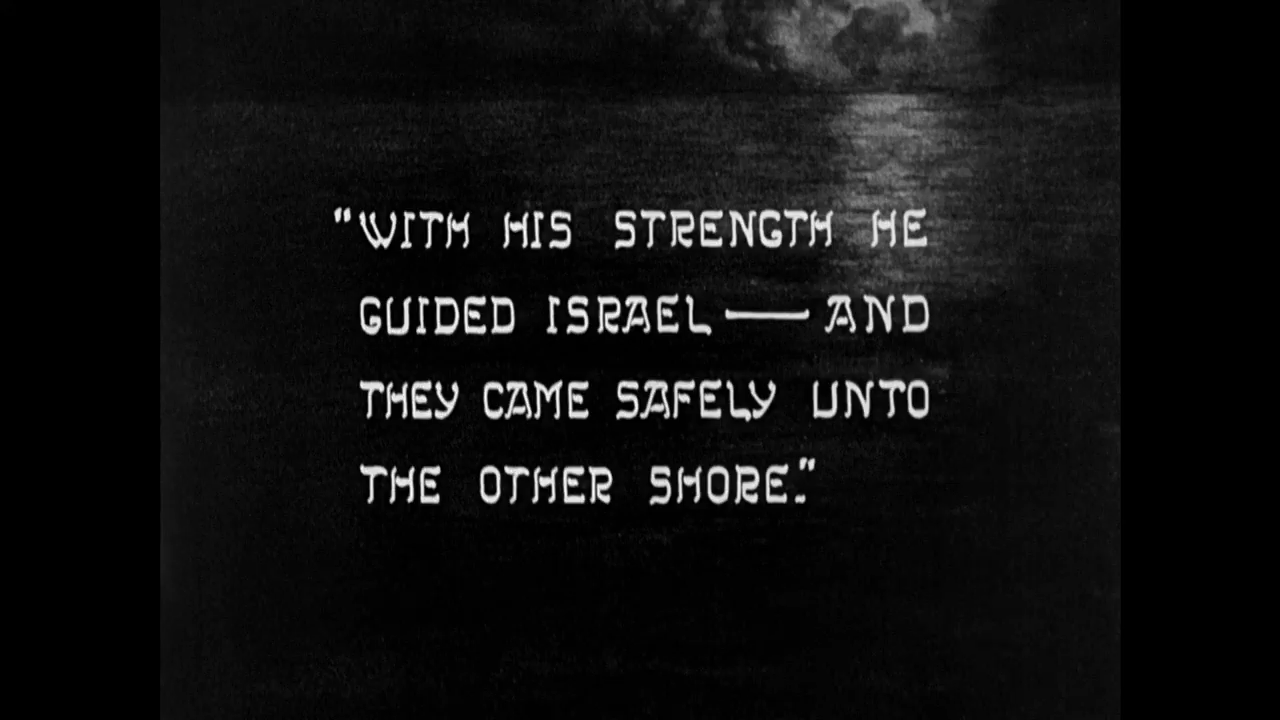 "WITH HIS STRENGTH HE
GUIDED ISRAEL — AND
THEY CAME SAFELY UNTO
THE OTHER SHORE."